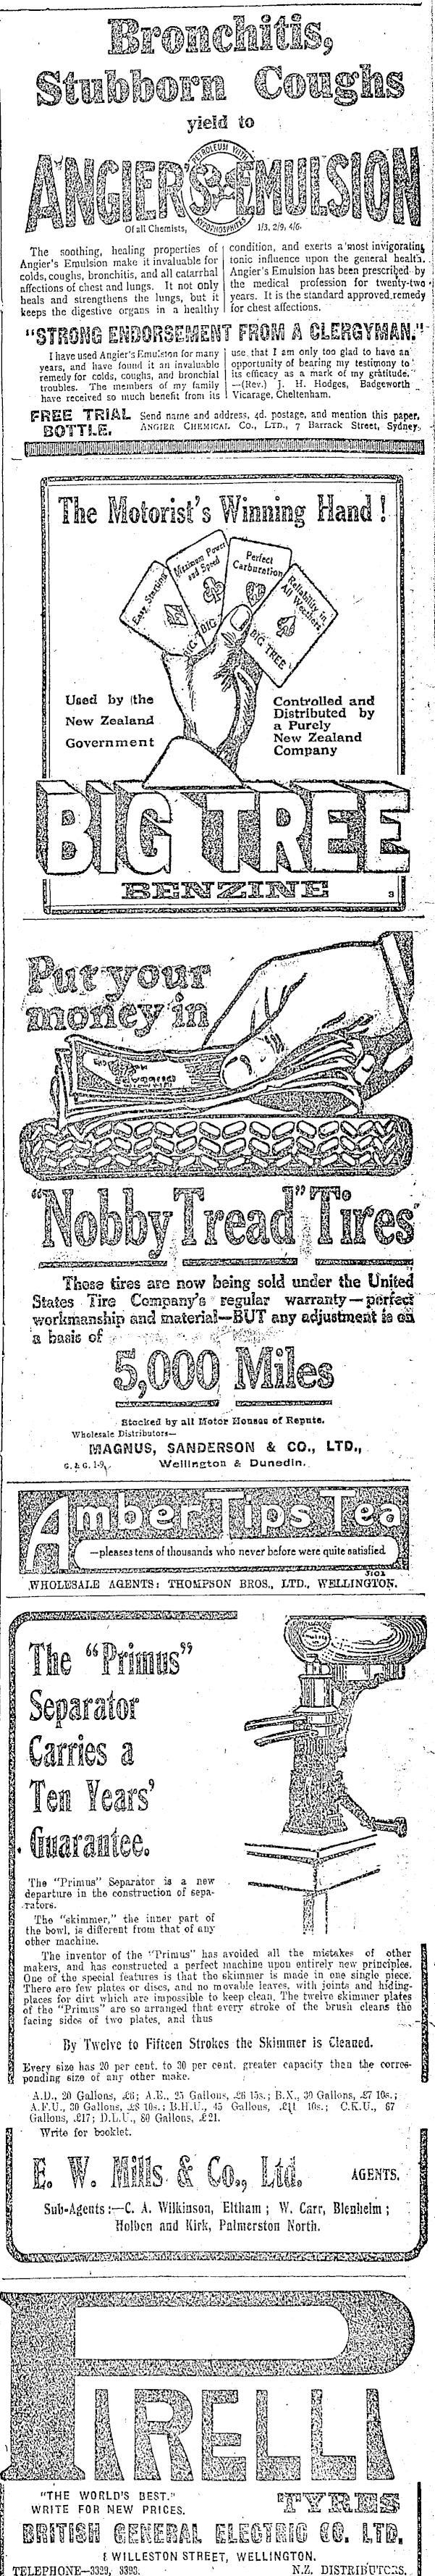 Bronchitis,
Stubborn Coughs
yield to
ANGIER'S EMULSION
PETROLEUM WITH
HYPOPHOSPHITES
Of all Chemists, 1/3, 2/9, 4/6.
The soothing, healing properties of
Angier's Emulsion make it invaluable for
colds, coughs, bronchitis, and all catarrhal
affections of chest and lungs. It not only
heals and strengthens the lungs, but it
keeps the digestive organs in a healthy
condition, and exerts a most invigorating
tonic influence upon the general health.
Angier's Emulsion has been prescribed by
the medical profession for twenty-two
years. It is the standard approved remedy
for chest affections.
"STRONG ENDORSEMENT FROM A CLERGYMAN."
I have used Angier's Emulsion for many
years, and have found it an invaluable
remedy for colds, coughs, and bronchial
troubles. The members of my family
have received so much benefit from its
use that I am only too glad to have an
opportunity of bearing my testimony to
its efficacy as a mark of my gratitude."
—(Rev.) J. H. Hodges, Badgeworth
Vicarage, Cheltenham.
FREE TRIAL
BOTTLE.
Send name and address, 4d. postage, and mention this paper.
ANGIER CHEMICAL CO., LTD., 7 Barrack Street, Sydney.
The Motorist's Winning Hand!
Easy Starting
Maximum Power
and Speed
Perfect
Carburation
Reliability in
All Weathers
BIG
BIG
BIG TREE
Used by the
New Zealand
Government
Controlled and
Distributed by
a Purely
New Zealand
Company
BIG TREE
BENZINE
3
Put your
money in
"Nobby Tread" Tires
These tires are now being sold under the United
States Tire Company's regular warranty—perfect
workmanship and material—BUT any adjustment is on
a basis of
5,000 Miles
Stocked by all Motor Houses of Repute.
Wholesale Distributors—
MAGNUS, SANDERSON & CO., LTD.,
G. & G. 1-9. Wellington & Dunedin.
Amber Tips Tea
—pleases tens of thousands who never before were quite satisfied
3101
WHOLESALE AGENTS: THOMPSON BROS., LTD., WELLINGTON.
The "Primus"
Separator
Carries a
Ten Years'
Guarantee.
The "Primus" Separator is a new
departure in the construction of sepa-
rators.
The "skimmer," the inner part of
the bowl, is different from that of any
other machine.
The inventor of the "Primus" has avoided all the mistakes of other
makers, and has constructed a perfect machine upon entirely new principles.
One of the special features is that the skimmer is made in one single piece.
There are few plates or discs, and no movable leaves, with joints and hiding-
places for dirt which are impossible to keep clean. The twelve skimmer plates
of the "Primus" are so arranged that every stroke of the brush cleans the
facing sides of two plates, and thus
By Twelve to Fifteen Strokes the Skimmer is Cleaned.
Every size has 20 per cent. to 30 per cent. greater capacity than the corres-
ponding size of any other make.
A.D., 20 Gallons, £6; A.E., 25 Gallons, £6 15s.; B.X., 30 Gallons, £7 10s.;
A.F.U., 30 Gallons, £8 10s.; B.H.U., 45 Gallons, £11 10s.; C.K.U., 67
Gallons, £17; D.L.U., 80 Gallons, £21.
Write for booklet.
E. W. Mills & Co., Ltd. AGENTS.
Sub-Agents:—C. A. Wilkinson, Eltham; W. Carr, Blenheim;
Holben and Kirk, Palmerston North.
PIRELLI
"THE WORLD'S BEST."
WRITE FOR NEW PRICES.
TYRES
BRITISH GENERAL ELECTRIC CO. LTD.
WILLESTON STREET, WELLINGTON.
TELEPHONE—3329, 3393. N.Z. DISTRIBUTORS.